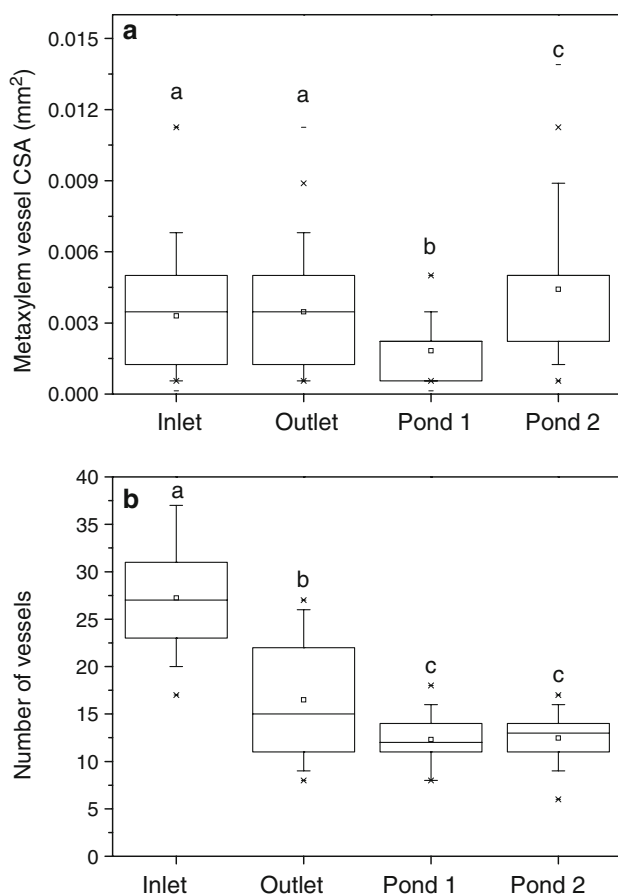 a
Metaxylem vessel CSA (mm²)
0.015
0.012
0.009
0.006
0.003
0.000
a
a
b
c
Inlet Outlet Pond 1 Pond 2
b
Number of vessels
40
35
30
25
20
15
10
5
0
a
b
c
c
Inlet Outlet Pond 1 Pond 2